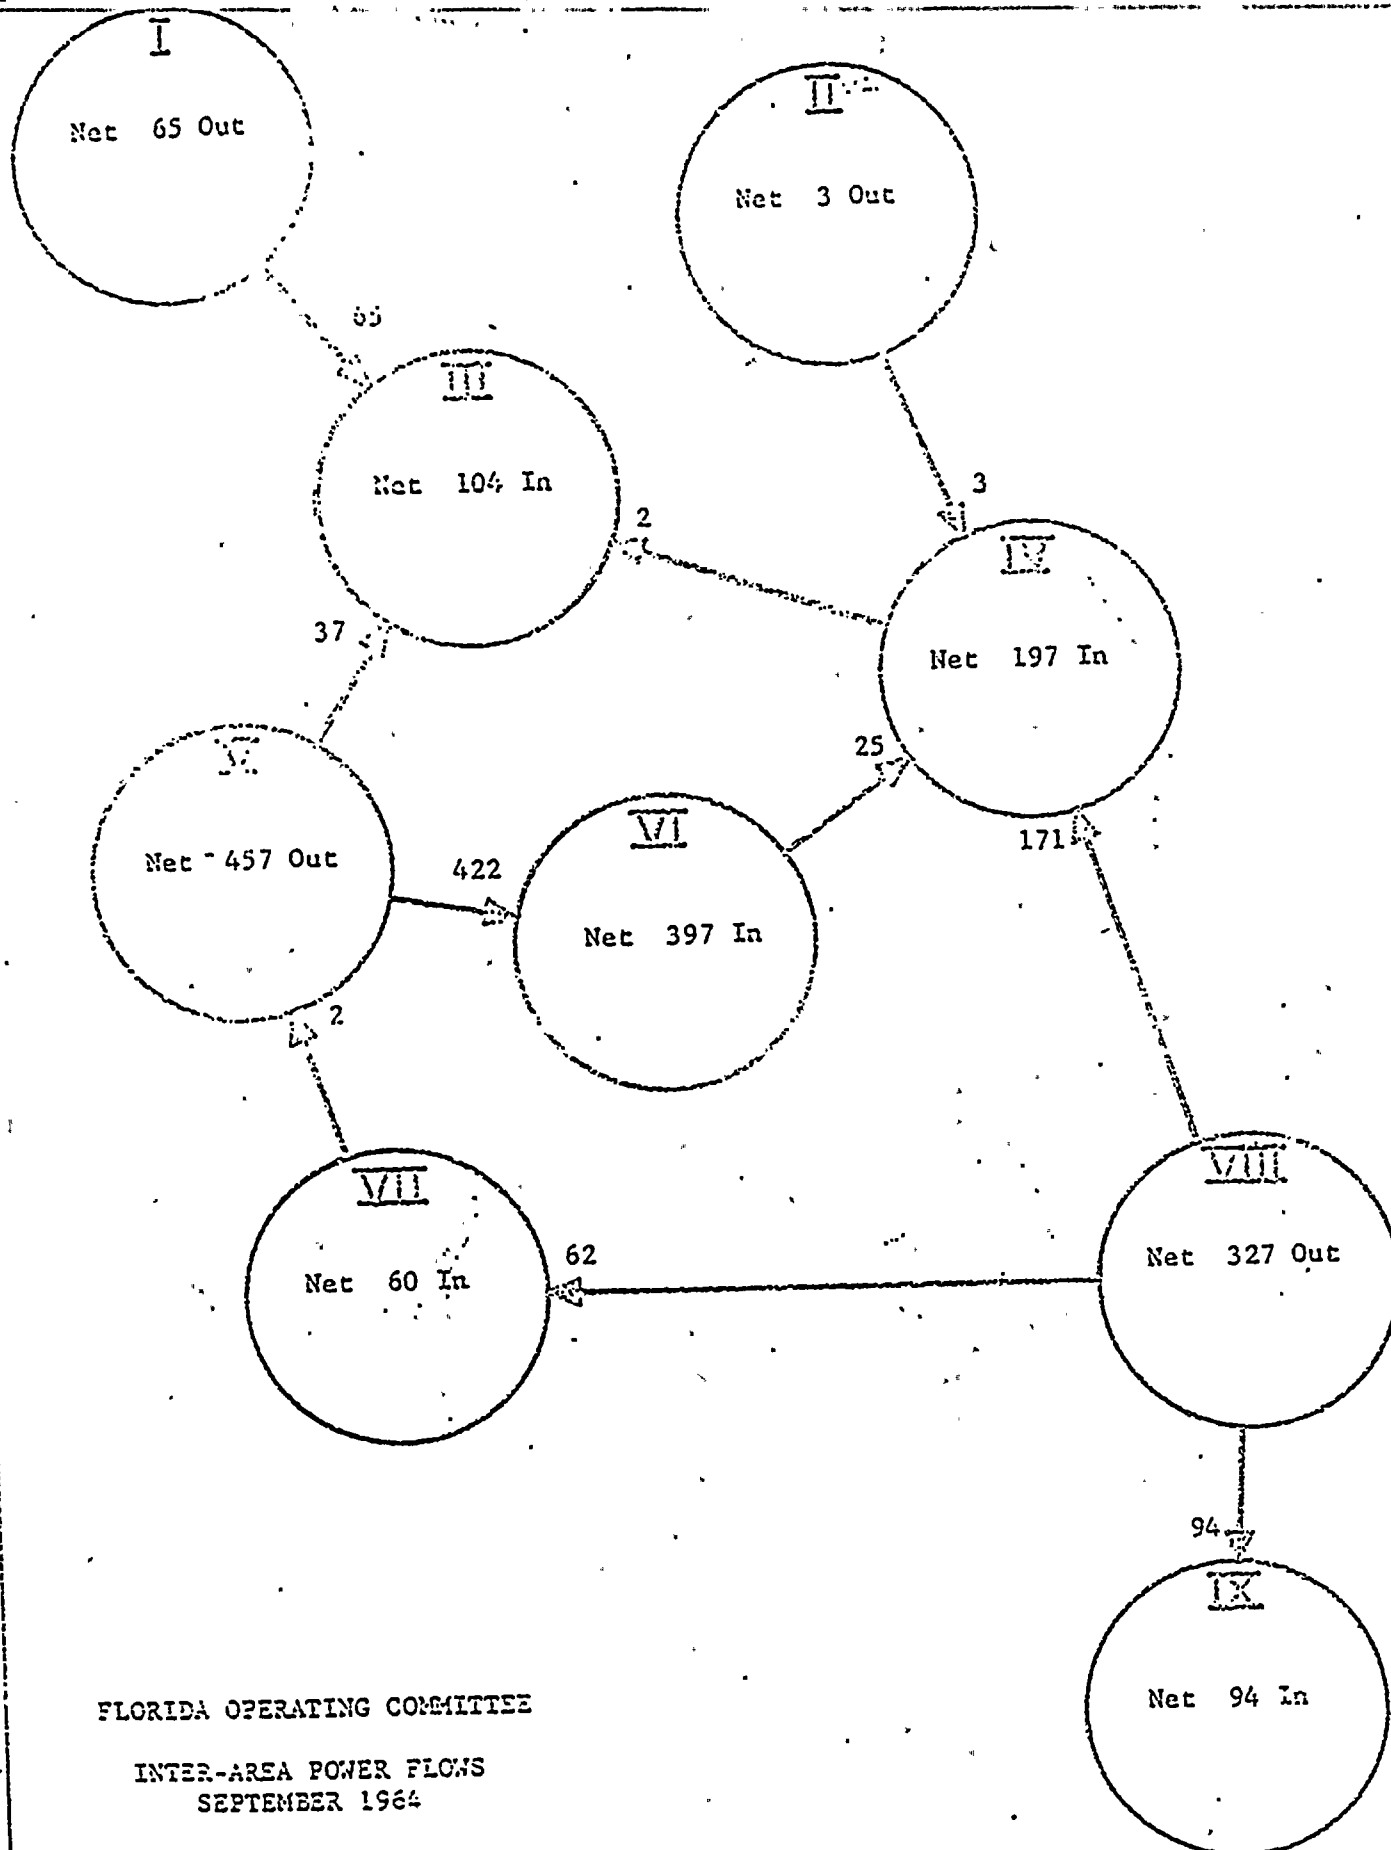 I
Net 65 Out
II
Net 3 Out
65
III
Net 104 In
3
2
IV
Net 197 In
37
V
Net 457 Out
25
VI
171
422
Net 397 In
2
VII
VIII
Net 60 In
62
Net 327 Out
94
IX
Net 94 In
FLORIDA OPERATING COMMITTEE
INTER-AREA POWER FLOWS
SEPTEMBER 1964